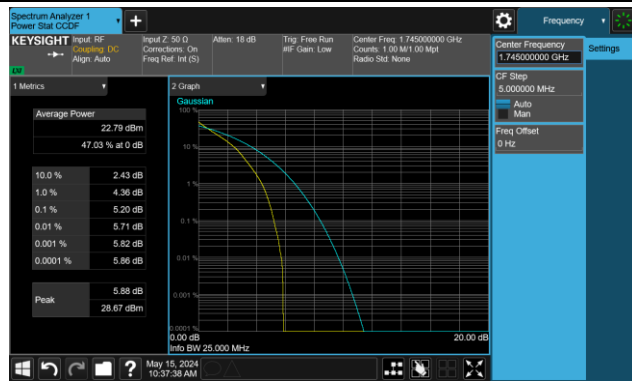 Spectrum Analyzer 1
Power Stat CCDF
Frequency
KEYSIGHT
Input: RF
Coupling: DC
Align: Auto
Input Z: 50 Ω
Corrections: On
Freq Ref: Int (S)
Atten: 18 dB
Trig: Free Run
#IF Gain: Low
Center Freq: 1.745000000 GHz
Counts: 1.00 M/1.00 Mpt
Radio Std: None
LXI
Center Frequency
1.745000000 GHz
Settings
CF Step
5.000000 MHz
Auto
Man
Freq Offset
0 Hz
1 Metrics
Average Power
22.79 dBm
47.03 % at 0 dB
10.0 % 2.43 dB
1.0 % 4.36 dB
0.1 % 5.20 dB
0.01 % 5.71 dB
0.001 % 5.82 dB
0.0001 % 5.86 dB
Peak
5.88 dB
28.67 dBm
2 Graph
Gaussian
100 %
10 %
1 %
0.1 %
0.01 %
0.001 %
0.0001 %
0.00 dB 20.00 dB
Info BW 25.000 MHz
?
May 15, 2024
10:37:38 AM